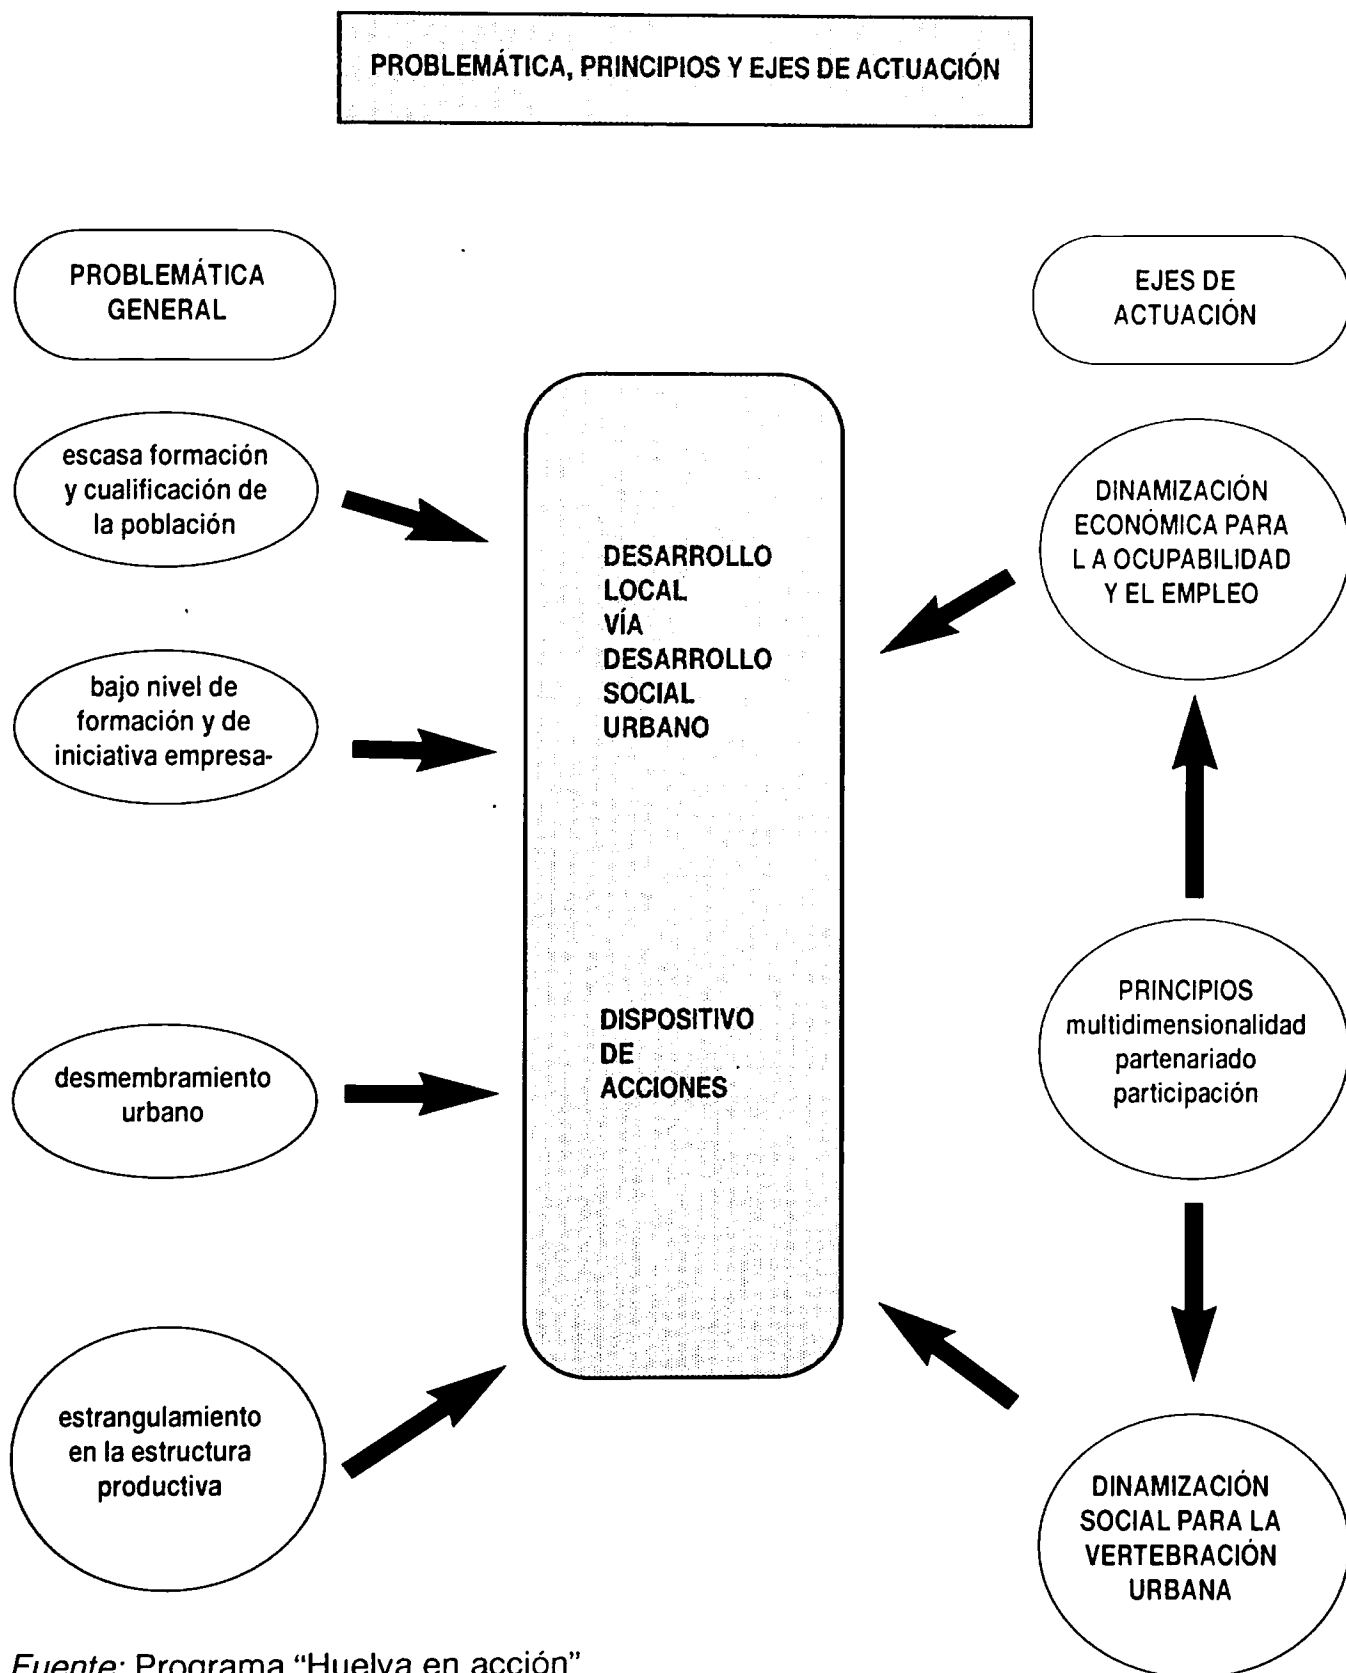 PROBLEMÁTICA, PRINCIPIOS Y EJES DE ACTUACIÓN
PROBLEMÁTICA
GENERAL
escasa formación
y cualificación de
la población
bajo nivel de
formación y de
iniciativa empresa-
desmembramiento
urbano
estrangulamiento
en la estructura
productiva
DESARROLLO
LOCAL
VÍA
DESARROLLO
SOCIAL
URBANO
DISPOSITIVO
DE
ACCIONES
EJES DE
ACTUACIÓN
DINAMIZACIÓN
ECONÓMICA PARA
L A OCUPABILIDAD
Y EL EMPLEO
PRINCIPIOS
multidimensionalidad
partenariado
participación
DINAMIZACIÓN
SOCIAL PARA LA
VERTEBRACIÓN
URBANA
Fuente: Programa “Huelva en acción”